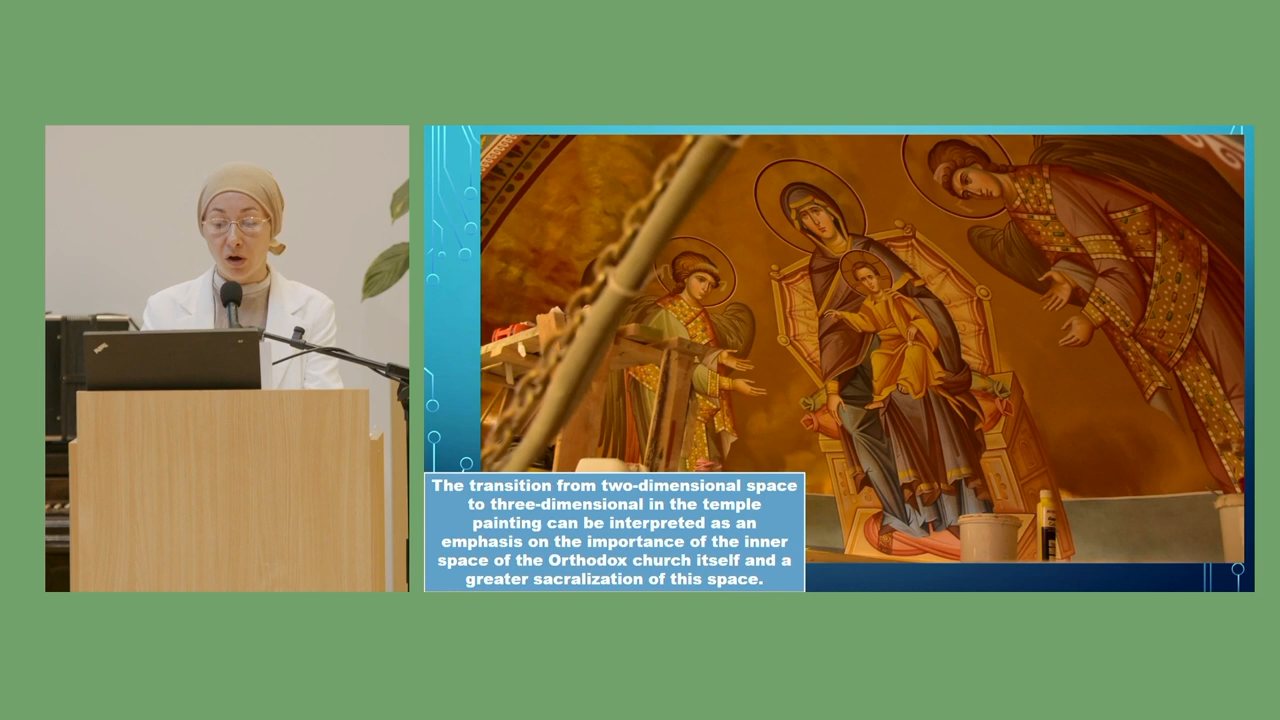 The transition from two-dimensional space
to three-dimensional in the temple
painting can be interpreted as an
emphasis on the importance of the inner
space of the Orthodox church itself and a
greater sacralization of this space.